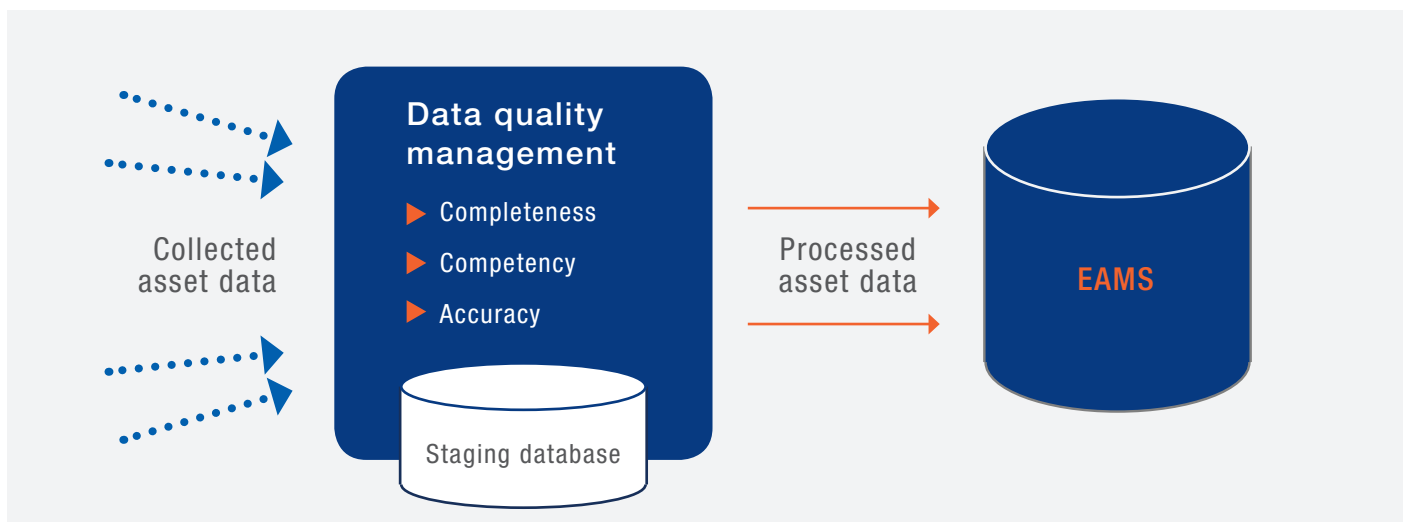 Collected
asset data
Data quality
management
Completeness
Competency
Accuracy
Staging database
Processed
asset data
EAMS